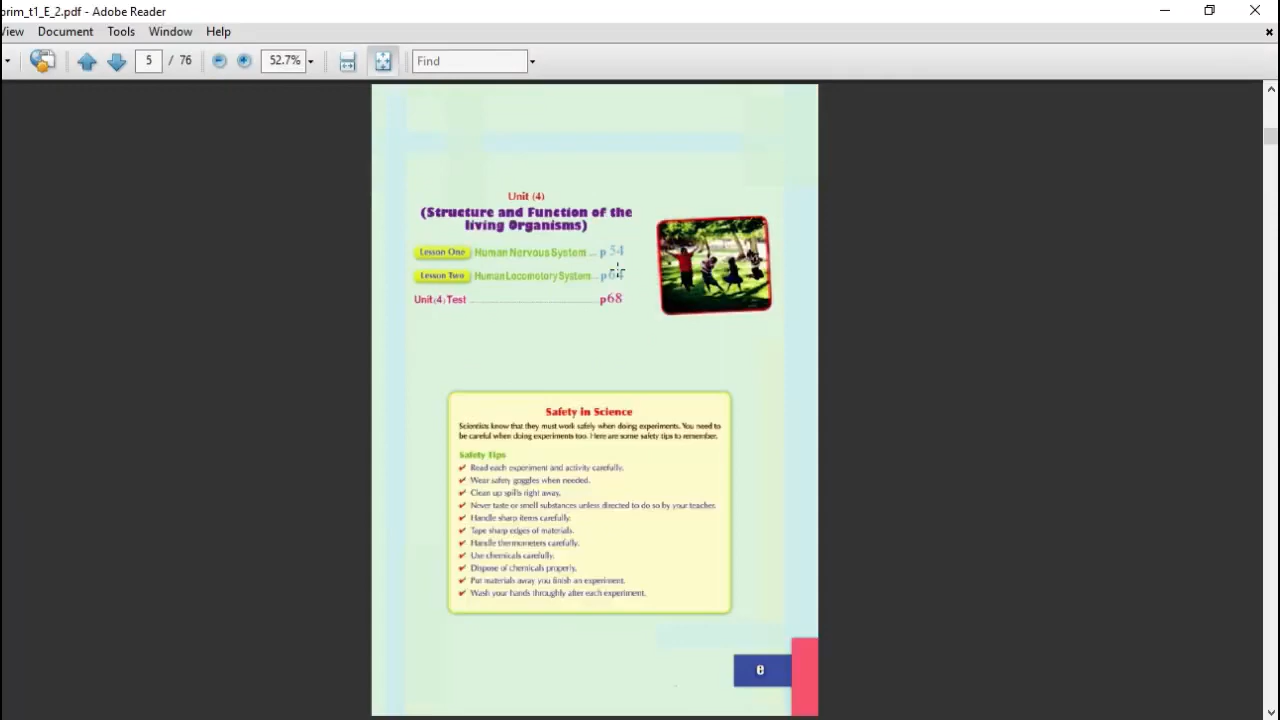 prim_t1_E_2.pdf - Adobe Reader
View Document Tools Window Help
5 / 76 52.7% Find
Unit (4)
(Structure and Function of the
living Organisms)
Lesson One Human Nervous System ... p 54
Lesson Two Human Locomotory System... p64
Unit (4) Test ........................................ p68
Safety in Science
Scientists know that they must work safely when doing experiments. You need to
be careful when doing experiments too. Here are some safety tips to remember.
Safety Tips
✔ Read each experiment and activity carefully.
✔ Wear safety goggles when needed.
✔ Clean up spills right away.
✔ Never taste or smell substances unless directed to do so by your teacher.
✔ Handle sharp items carefully.
✔ Tape sharp edges of materials.
✔ Handle thermometers carefully.
✔ Use chemicals carefully.
✔ Dispose of chemicals properly.
✔ Put materials away you finish an experiment.
✔ Wash your hands throughly after each experiment.